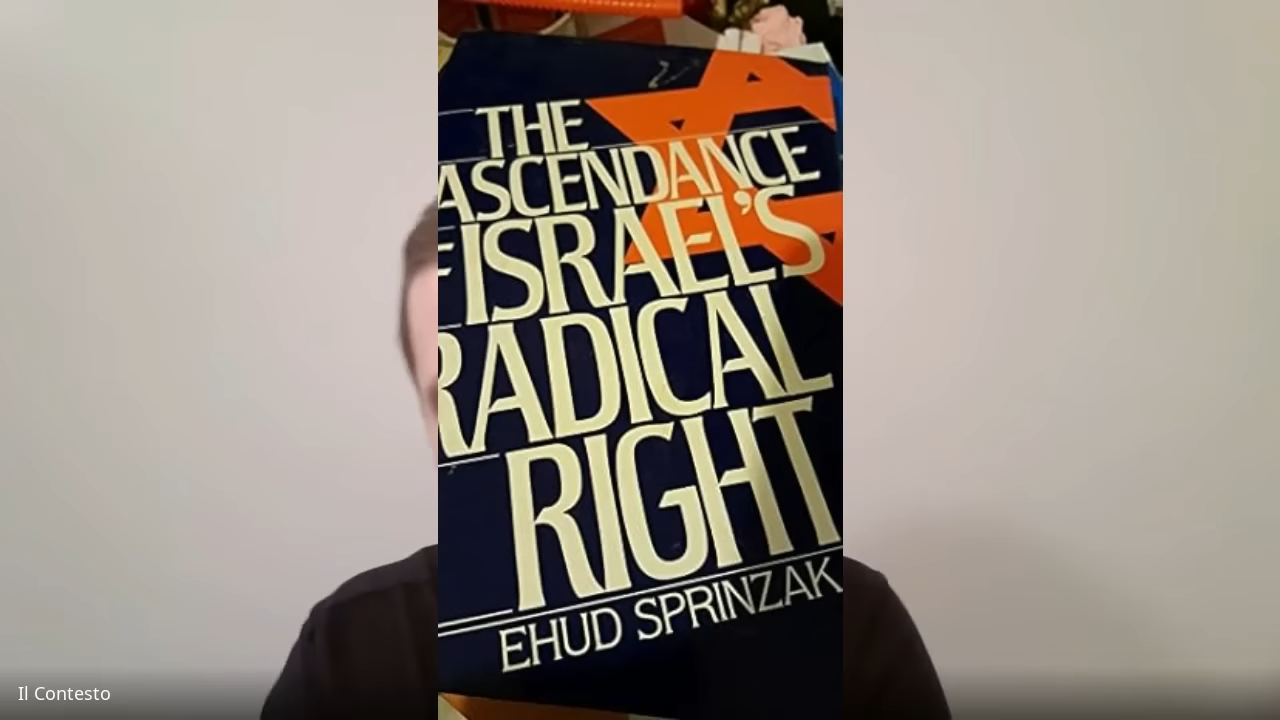 THE
ASCENDANCE
F ISRAEL'S
RADICAL
RIGHT
EHUD SPRINZAK
Il Contesto